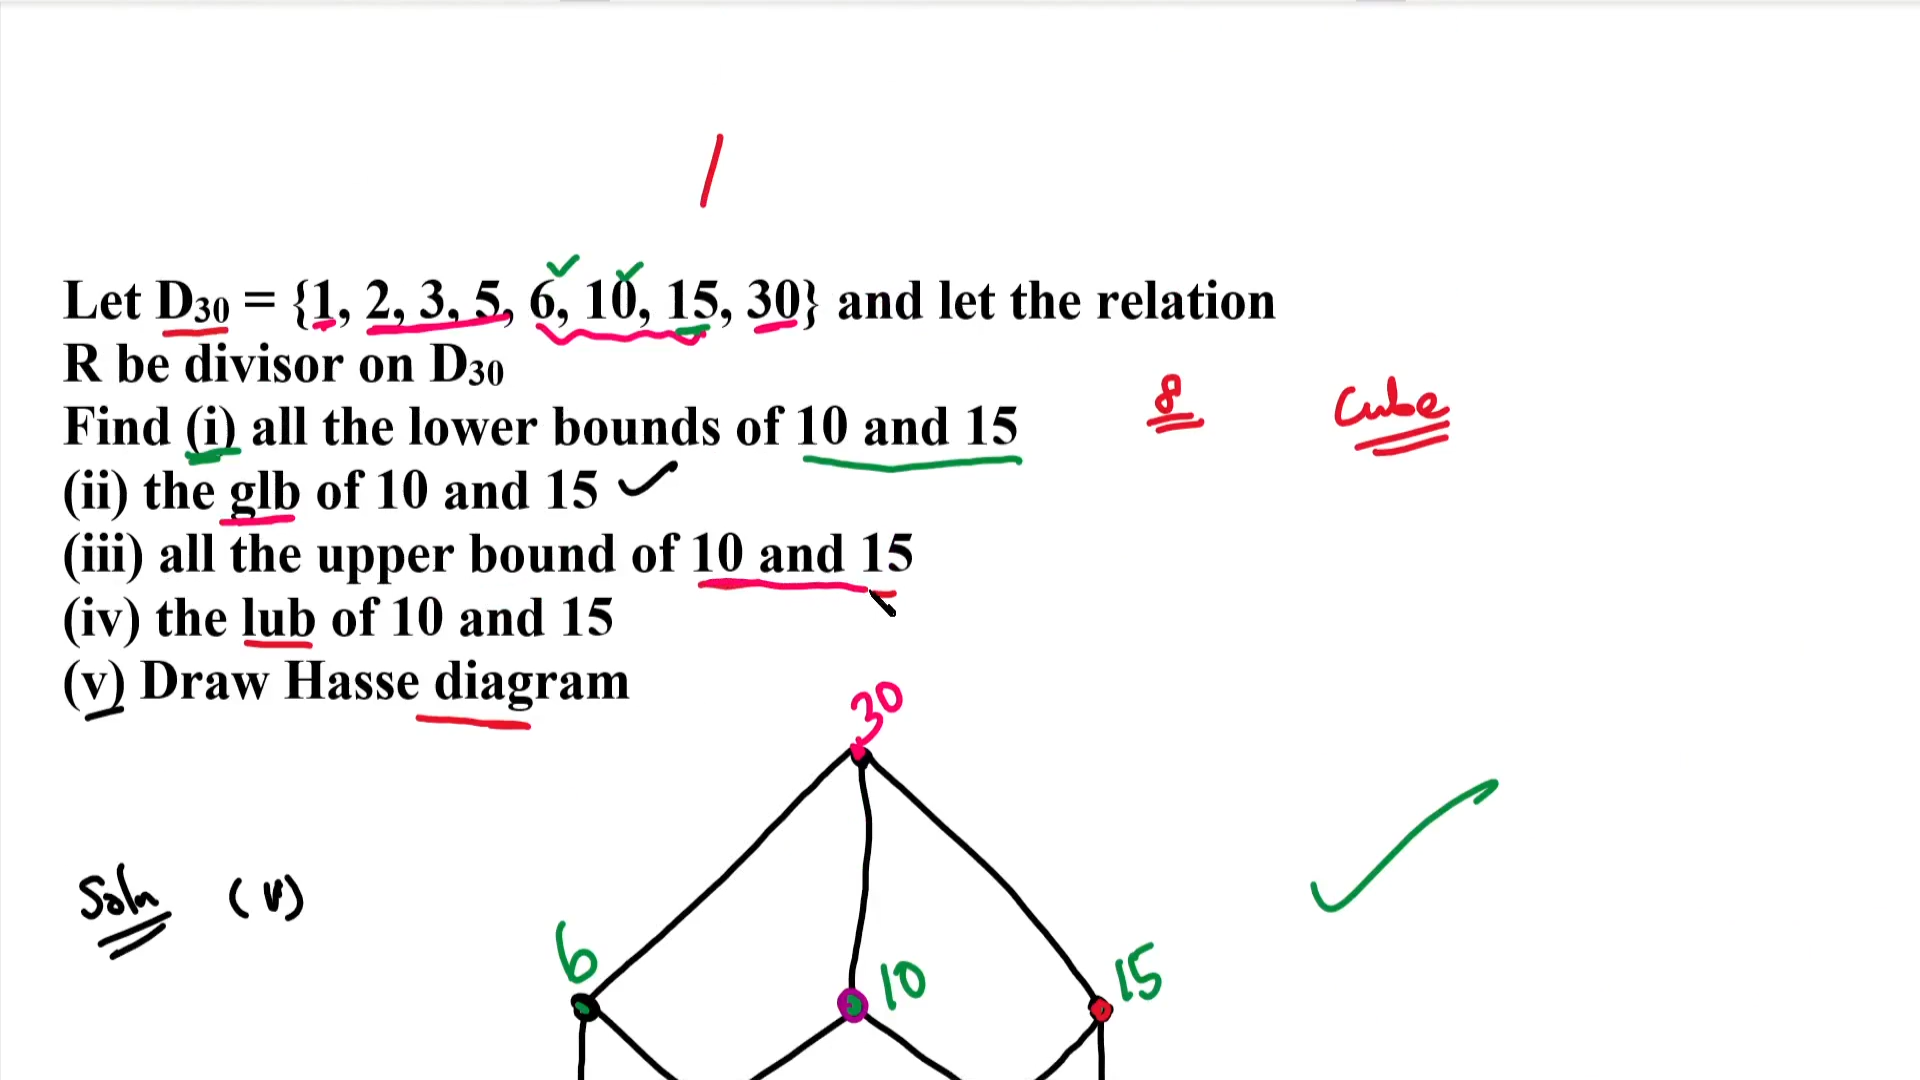 Let D30 = {1, 2, 3, 5, 6, 10, 15, 30} and let the relation
R be divisor on D30
Find (i) all the lower bounds of 10 and 15
8
Cube
(ii) the glb of 10 and 15
(iii) all the upper bound of 10 and 15
(iv) the lub of 10 and 15
(v) Draw Hasse diagram
30
Soln (v)
6
10
15